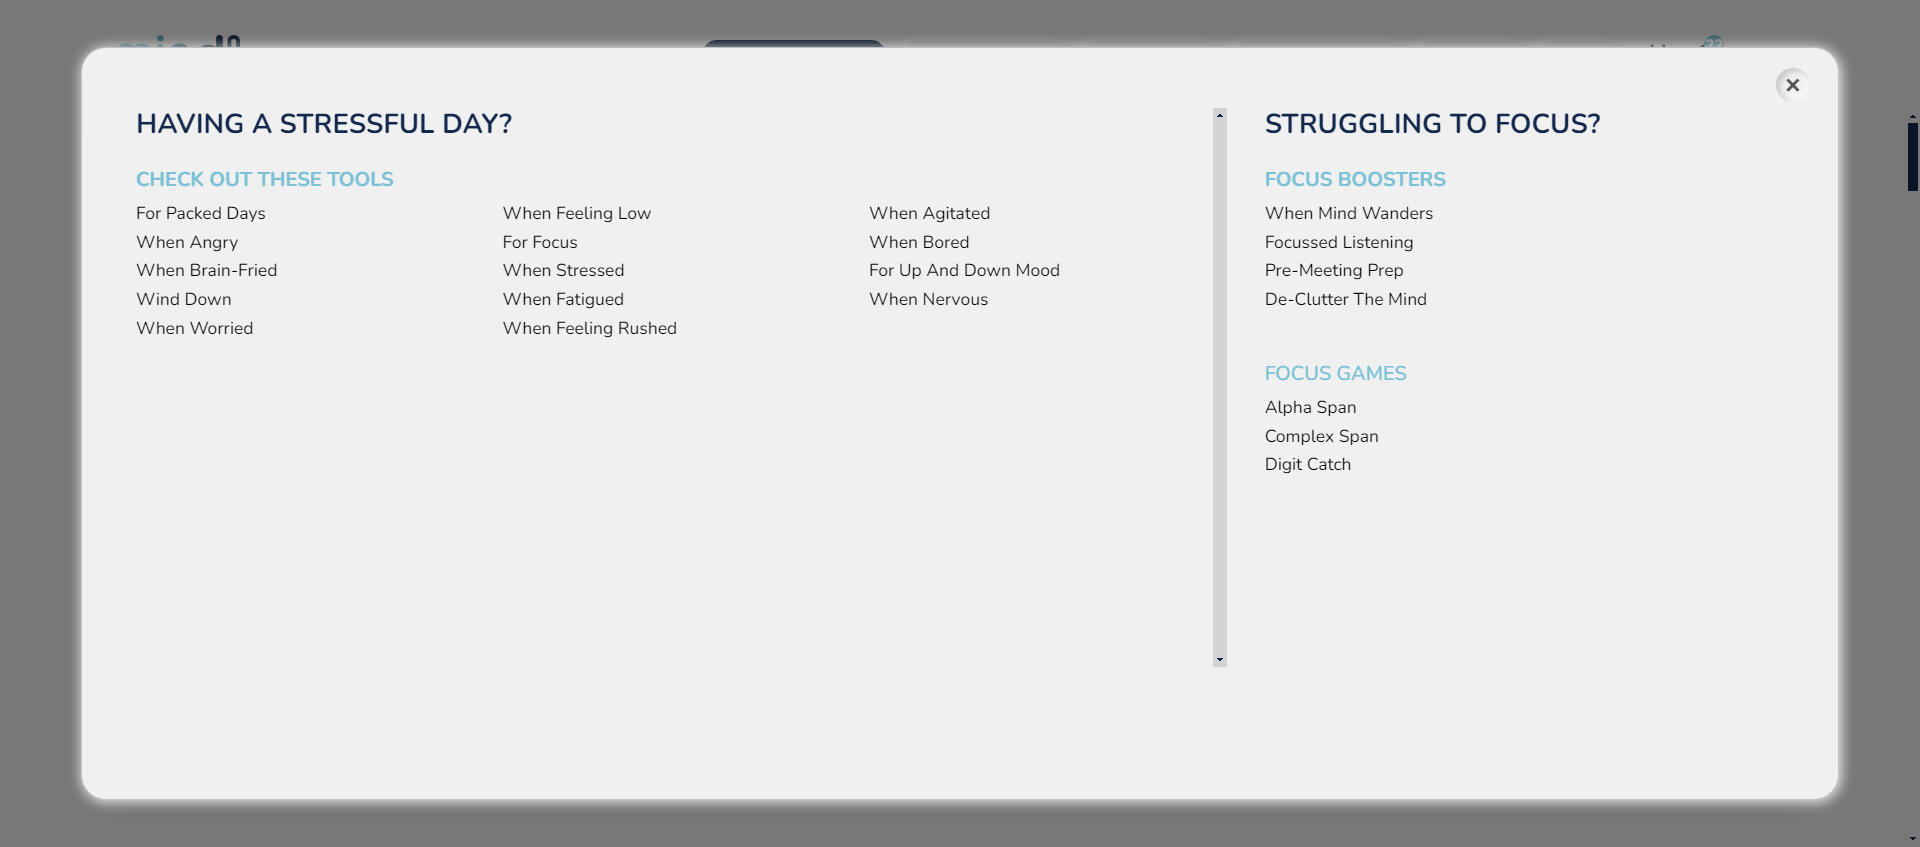 HAVING A STRESSFUL DAY?
CHECK OUT THESE TOOLS
For Packed Days
When Angry
When Brain-Fried
Wind Down
When Worried
When Feeling Low
For Focus
When Stressed
When Fatigued
When Feeling Rushed
When Agitated
When Bored
For Up And Down Mood
When Nervous
STRUGGLING TO FOCUS?
FOCUS BOOSTERS
When Mind Wanders
Focussed Listening
Pre-Meeting Prep
De-Clutter The Mind
FOCUS GAMES
Alpha Span
Complex Span
Digit Catch